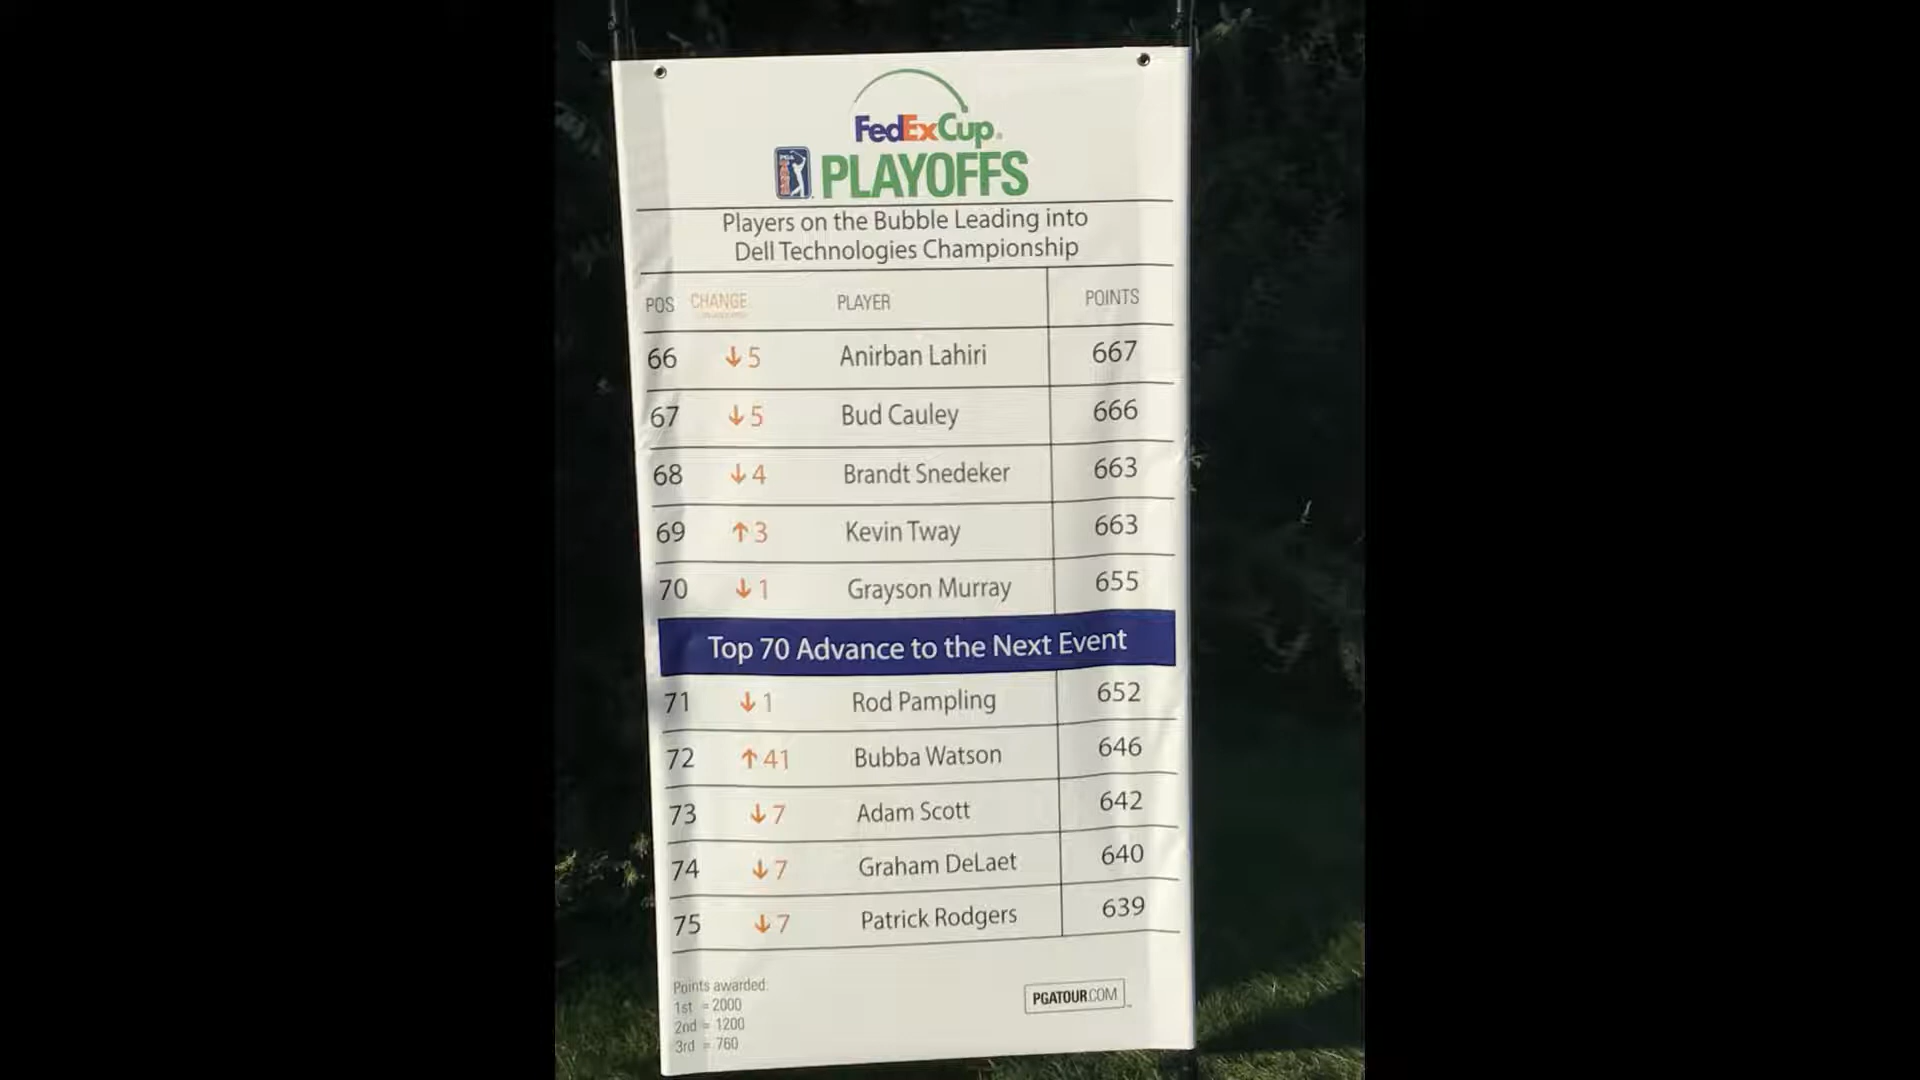 FedExCup
PLAYOFFS
Players on the Bubble Leading into
Dell Technologies Championship
POS CHANGE PLAYER POINTS
66 ↓5 Anirban Lahiri 667
67 ↓5 Bud Cauley 666
68 ↓4 Brandt Snedeker 663
69 ↑3 Kevin Tway 663
70 ↓1 Grayson Murray 655
Top 70 Advance to the Next Event
71 ↓1 Rod Pampling 652
72 ↑41 Bubba Watson 646
73 ↓7 Adam Scott 642
74 ↓7 Graham DeLaet 640
75 ↓7 Patrick Rodgers 639
Points awarded:
1st = 2000
2nd = 1200
3rd = 760
PGATOUR.COM